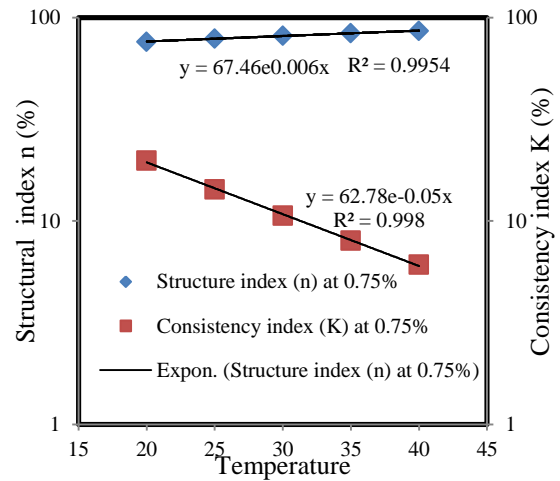 100
100
y = 67.46e0.006x R² = 0.9954
Structural index n (%)
Consistency index K (%)
10
10
y = 62.78e-0.05x
R² = 0.998
Structure index (n) at 0.75%
Consistency index (K) at 0.75%
Expon. (Structure index (n) at 0.75%)
1
1
15 20 25 30 35 40 45
Temperature